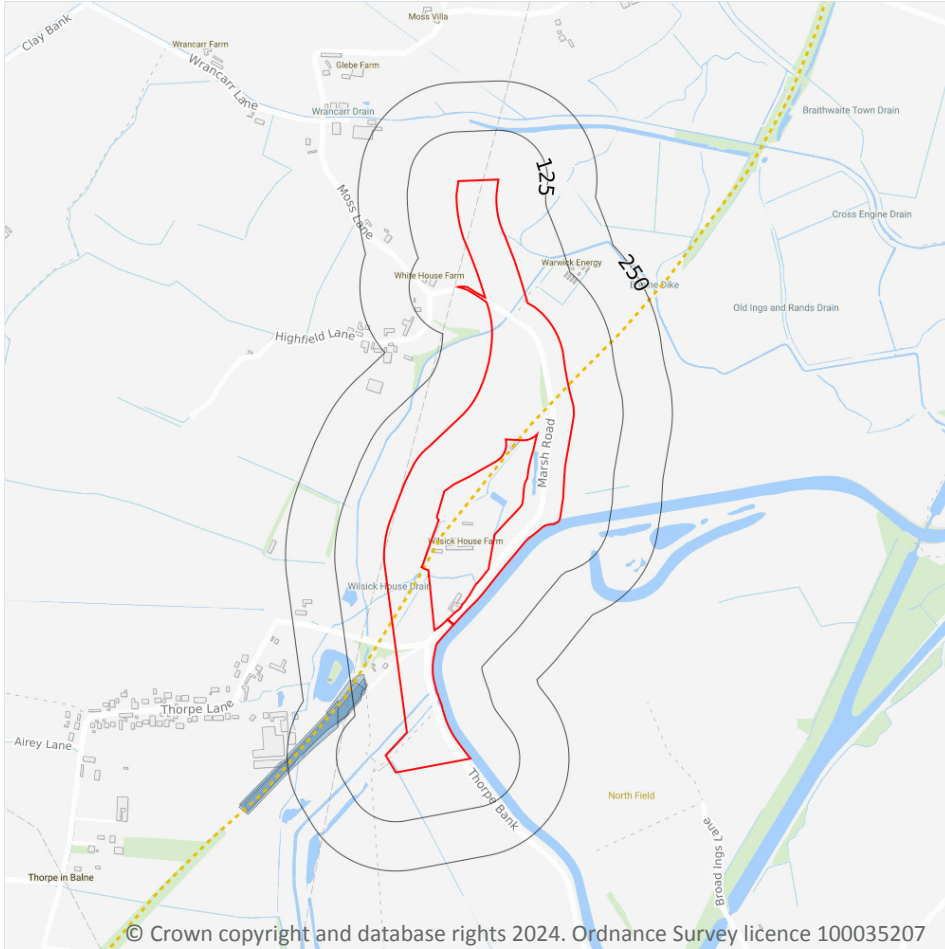 Moss Villa
Clay Bank
Wrancarr Farm
Glebe Farm
Wrancarr Lane
Wrancarr Drain
Braithwaite Town Drain
125
Moss Lane
Cross Engine Drain
White House Farm
Warwick Energy
250
Engine Dike
Old Ings and Rands Drain
Highfield Lane
Marsh Road
Wilsick House Farm
Wilsick House Drain
Thorpe Lane
Airey Lane
Thorpe Bank
North Field
Broad Ings Lane
Thorpe in Balne
© Crown copyright and database rights 2024. Ordnance Survey licence 100035207